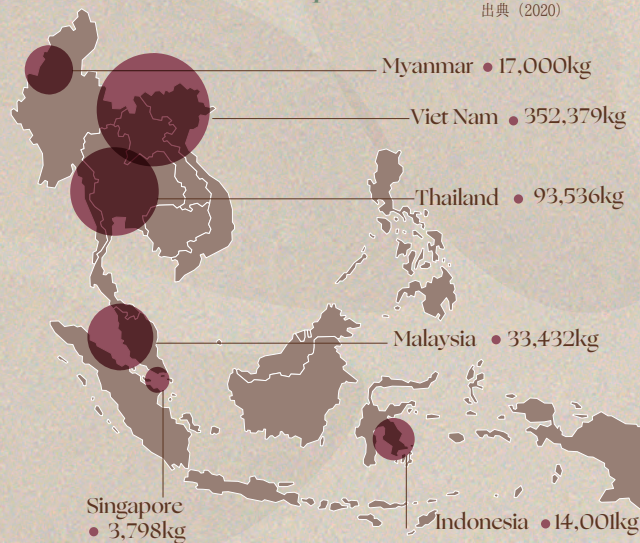 出典（2020）
Myanmar ● 17,000kg
Viet Nam ● 352,379kg
Thailand ● 93,536kg
Malaysia ● 33,432kg
Singapore
● 3,798kg
Indonesia ● 14,001kg